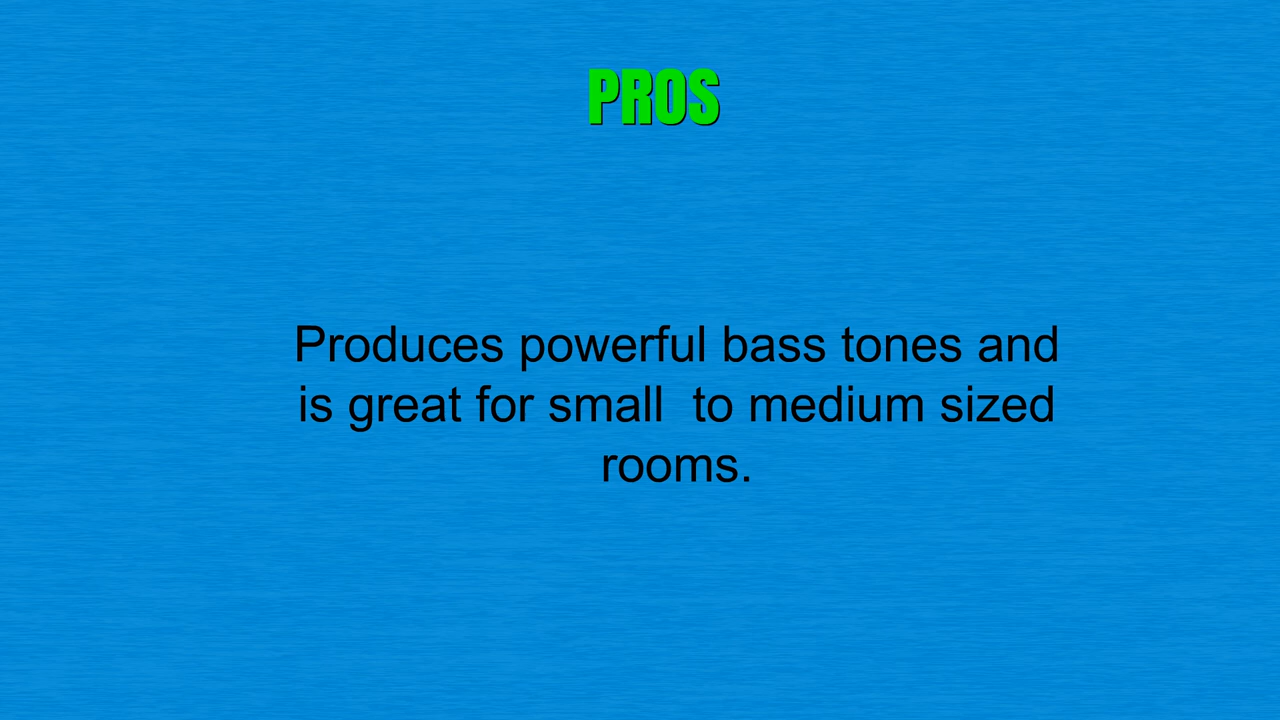 PROS
Produces powerful bass tones and
is great for small  to medium sized
rooms.